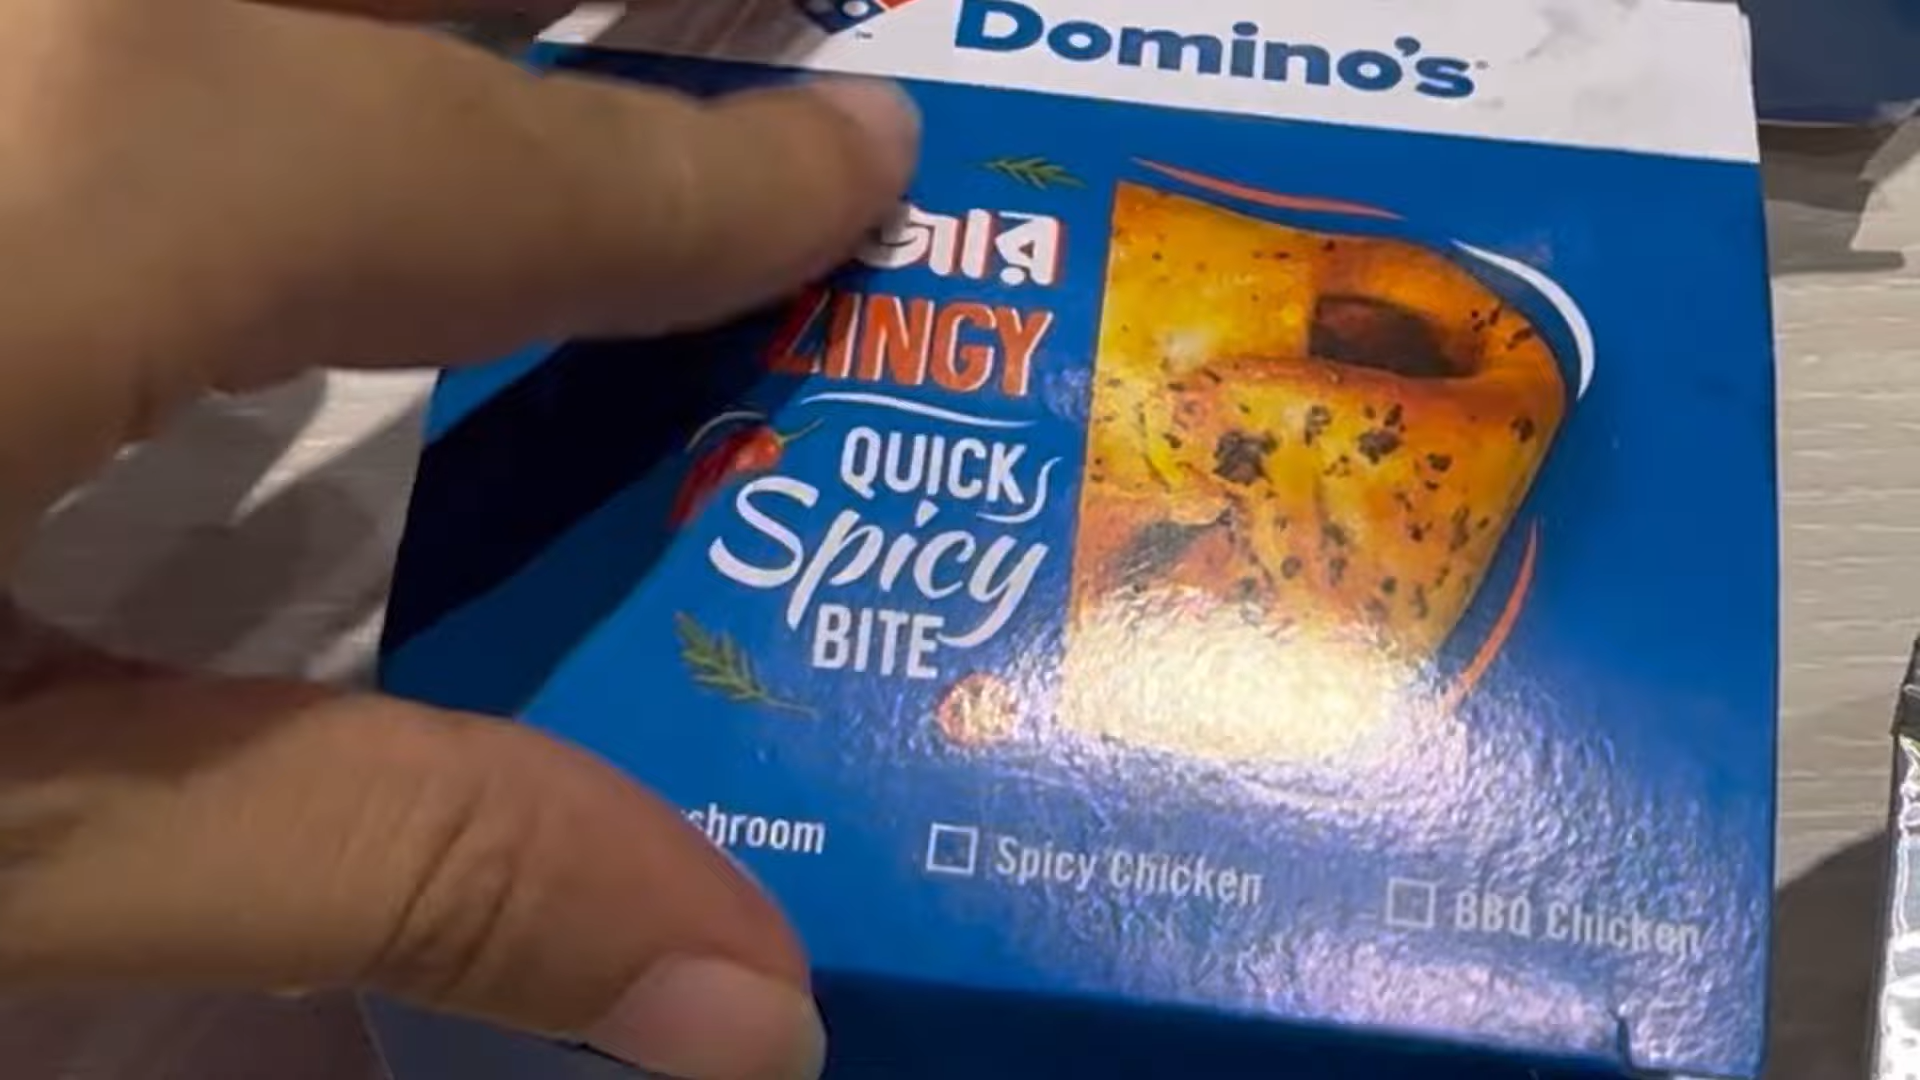 Domino's
ZINGY
QUICK
Spicy
BITE
Spicy Chicken
BBQ Chicken